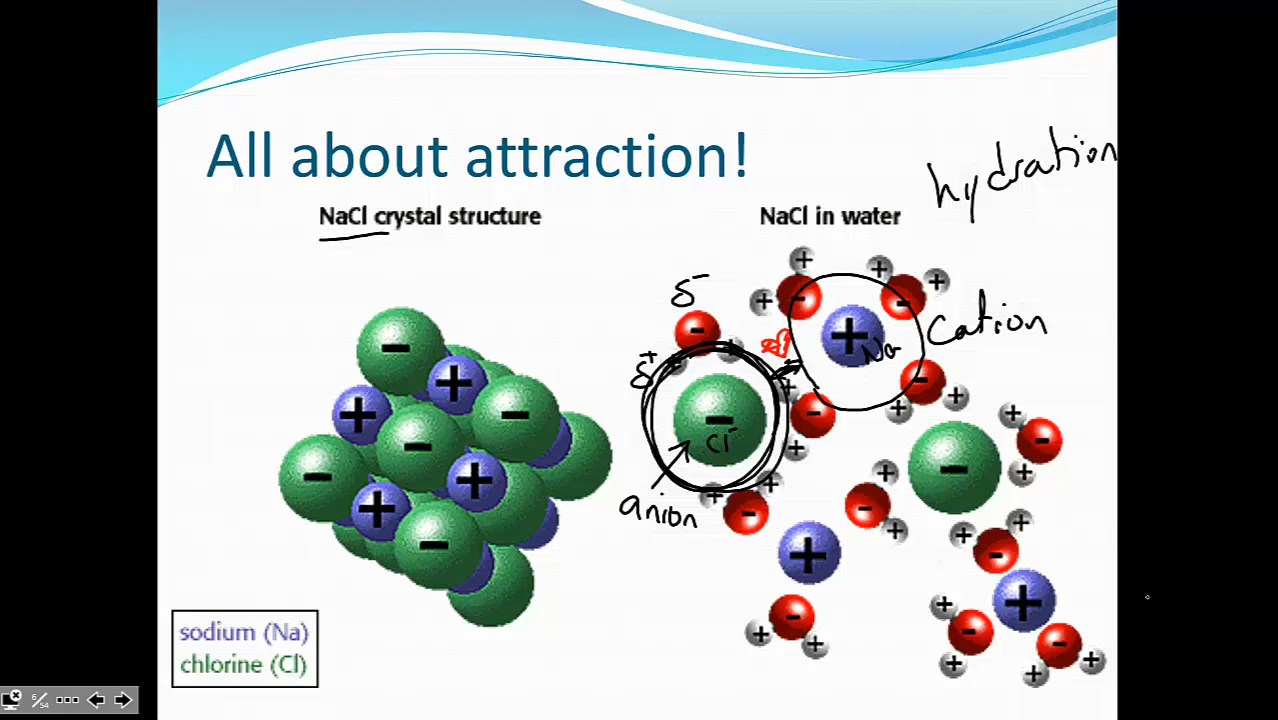 All about attraction!
hydration
NaCl crystal structure
NaCl in water
δ-
δ+
+
-
Na
cation
Cl-
anion
sodium (Na)
chlorine (Cl)